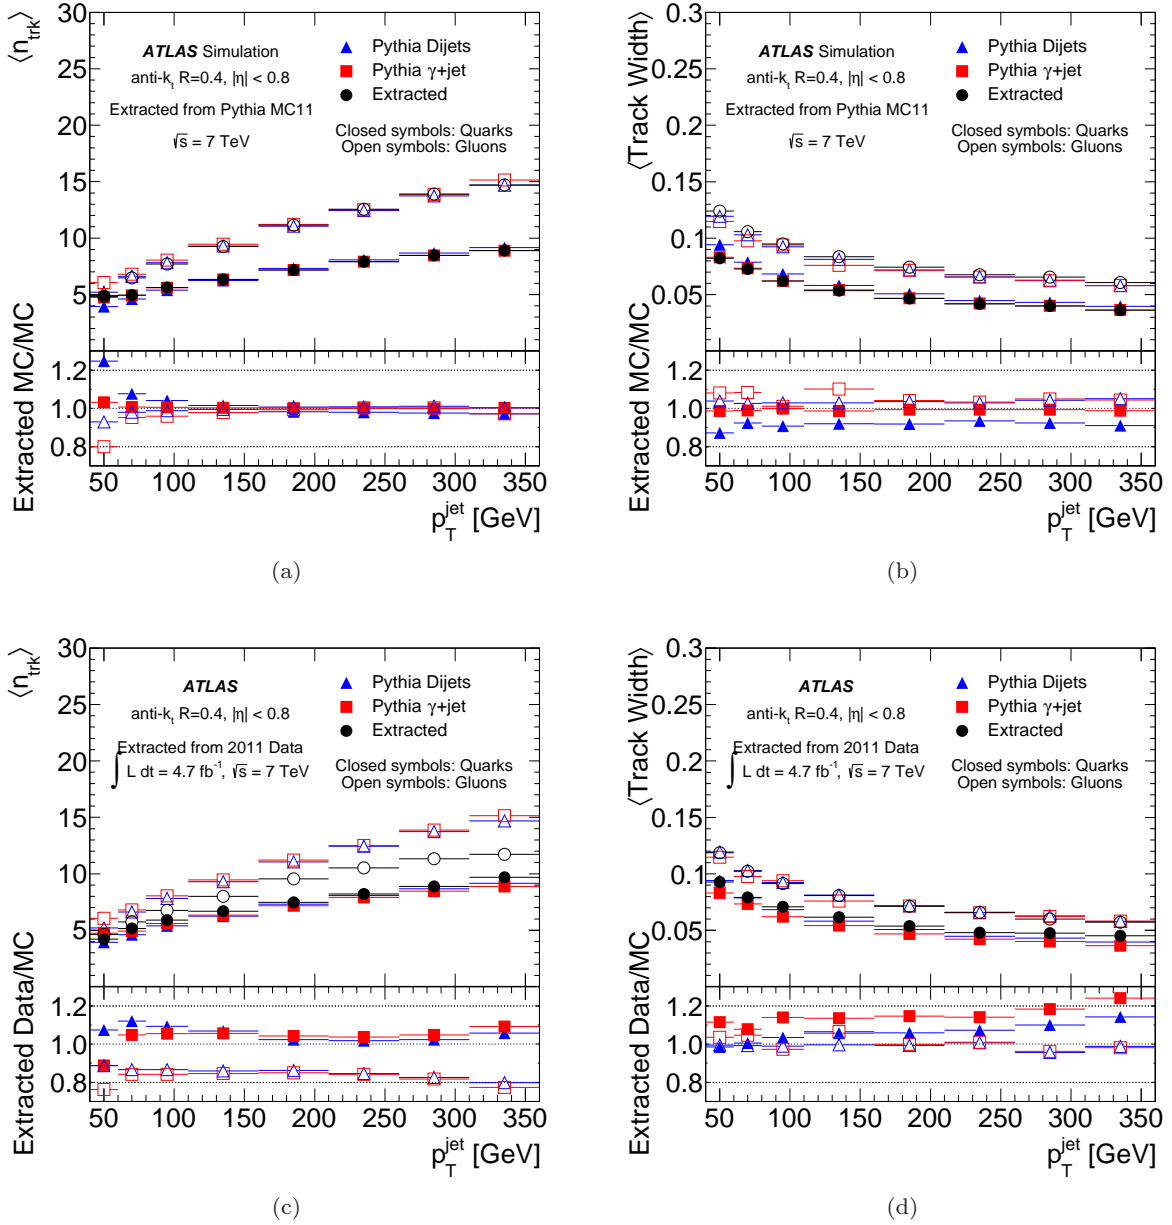 ⟨n_trk⟩
30
25
20
15
10
5
ATLAS Simulation
anti-k_t R=0.4, |η| < 0.8
Extracted from Pythia MC11
√s = 7 TeV
Pythia Dijets
Pythia γ+jet
Extracted
Closed symbols: Quarks
Open symbols: Gluons
Extracted MC/MC
1.2
1.0
0.8
50 100 150 200 250 300 350
p_T^jet [GeV]
(a)
⟨Track Width⟩
0.3
0.25
0.2
0.15
0.1
0.05
ATLAS Simulation
anti-k_t R=0.4, |η| < 0.8
Extracted from Pythia MC11
√s = 7 TeV
Pythia Dijets
Pythia γ+jet
Extracted
Closed symbols: Quarks
Open symbols: Gluons
Extracted MC/MC
1.2
1.0
0.8
50 100 150 200 250 300 350
p_T^jet [GeV]
(b)
⟨n_trk⟩
30
25
20
15
10
5
ATLAS
anti-k_t R=0.4, |η| < 0.8
Extracted from 2011 Data
∫ L dt = 4.7 fb⁻¹, √s = 7 TeV
Pythia Dijets
Pythia γ+jet
Extracted
Closed symbols: Quarks
Open symbols: Gluons
Extracted Data/MC
1.2
1.0
0.8
50 100 150 200 250 300 350
p_T^jet [GeV]
(c)
⟨Track Width⟩
0.3
0.25
0.2
0.15
0.1
0.05
ATLAS
anti-k_t R=0.4, |η| < 0.8
Extracted from 2011 Data
∫ L dt = 4.7 fb⁻¹, √s = 7 TeV
Pythia Dijets
Pythia γ+jet
Extracted
Closed symbols: Quarks
Open symbols: Gluons
Extracted Data/MC
1.2
1.0
0.8
50 100 150 200 250 300 350
p_T^jet [GeV]
(d)